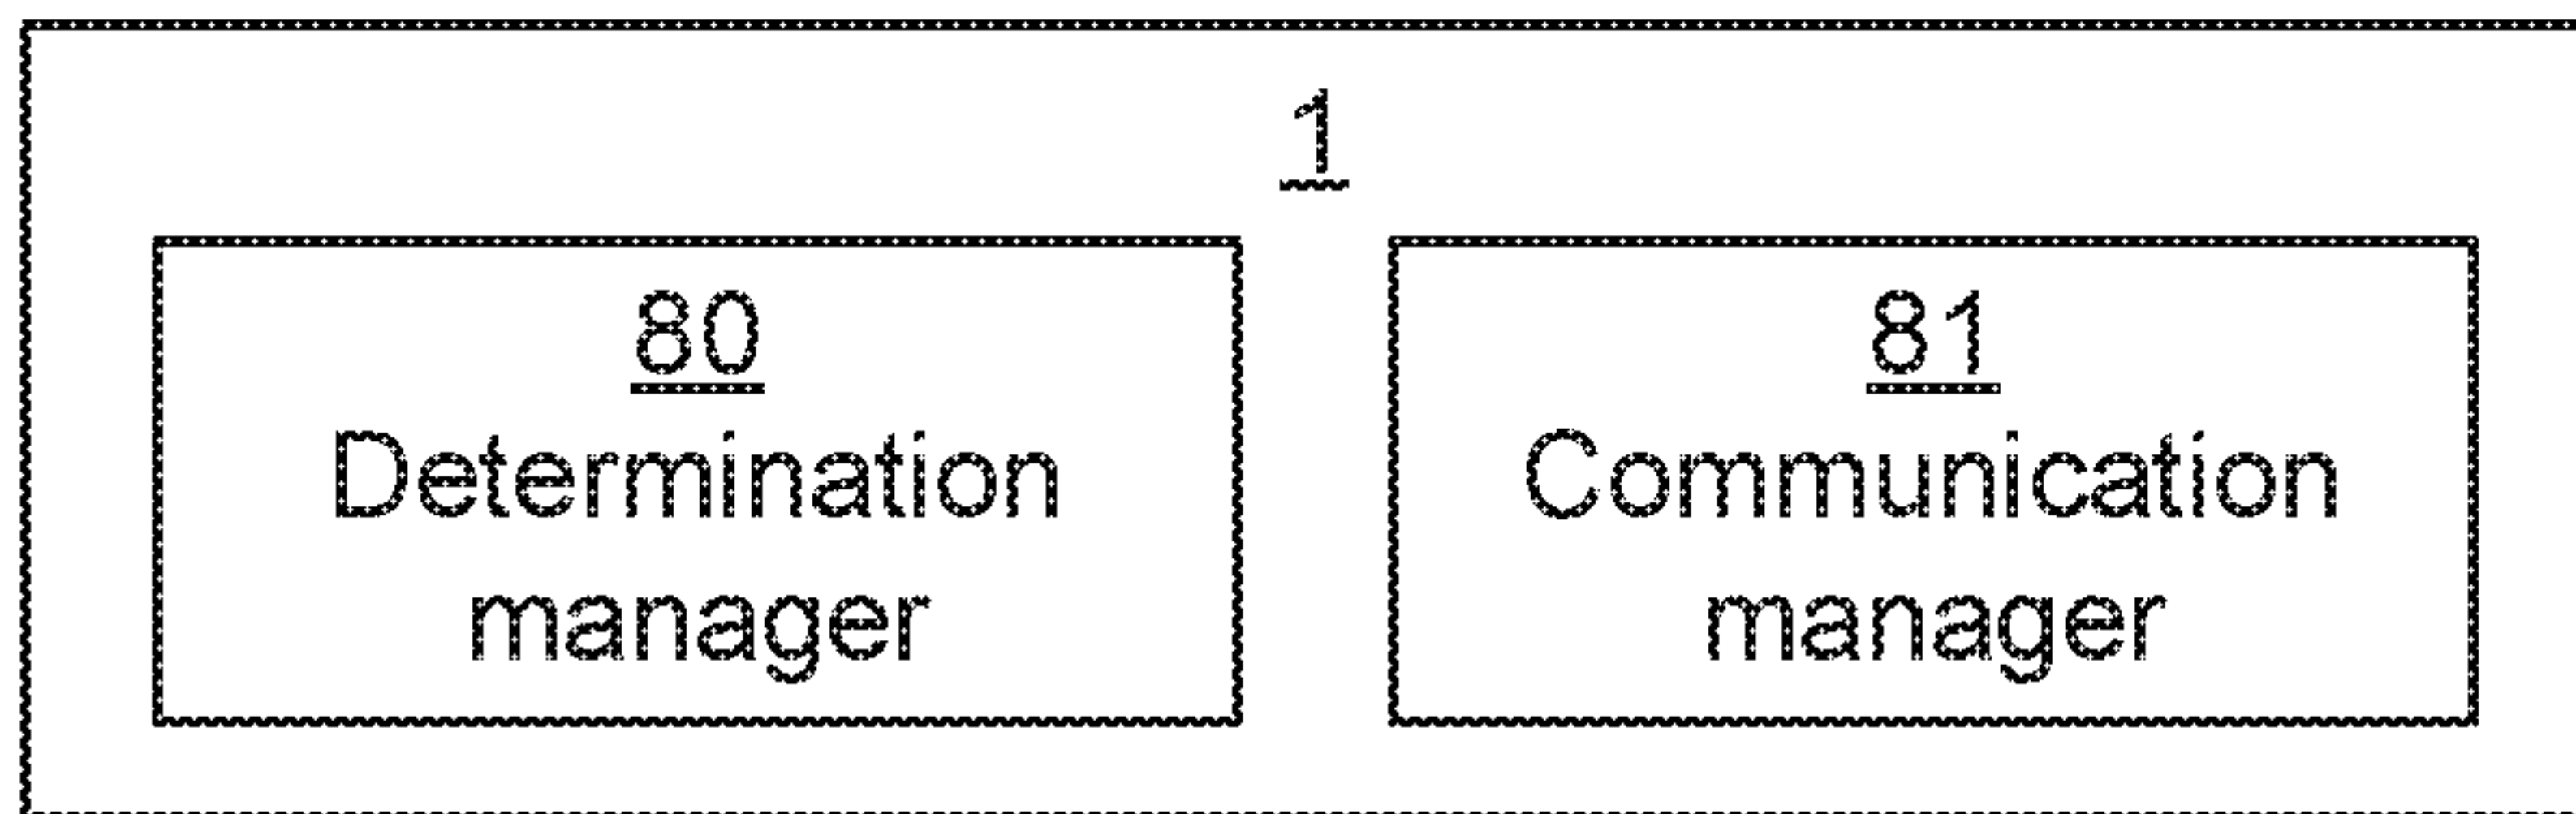 1
80
Determination
manager
81
Communication
manager